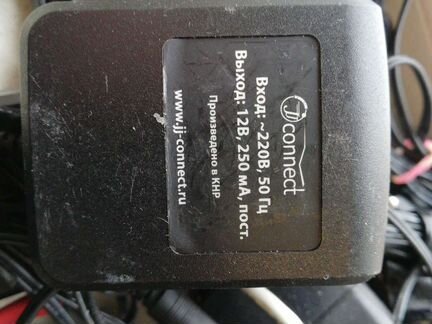 JJ
connect
Вход: ~220В, 50 Гц
Выход: 12В, 250 мА, пост.
Произведено в КНР
www.jj-connect.ru